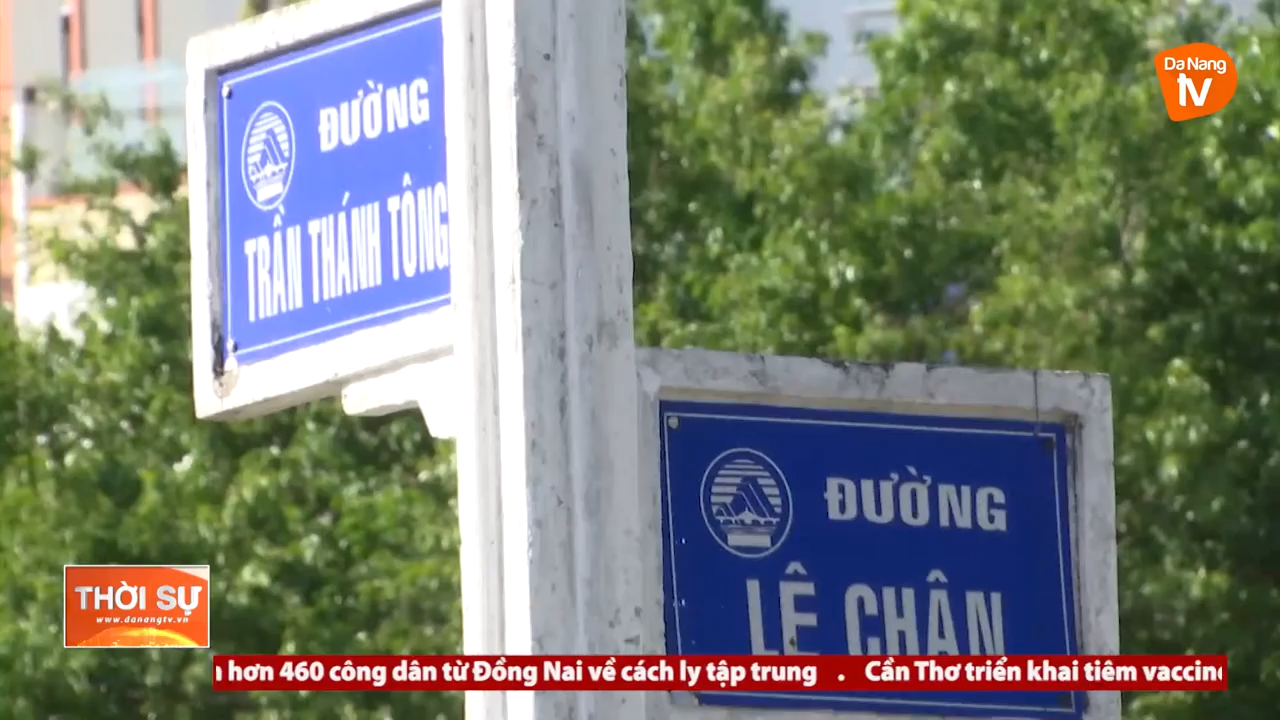 Da Nang
tv
ĐƯỜNG
TRẦN THÁNH TÔNG
ĐƯỜNG
LÊ CHÂN
THỜI SỰ
www.danangtv.vn
hơn 460 công dân từ Đồng Nai về cách ly tập trung . Cần Thơ triển khai tiêm vaccine